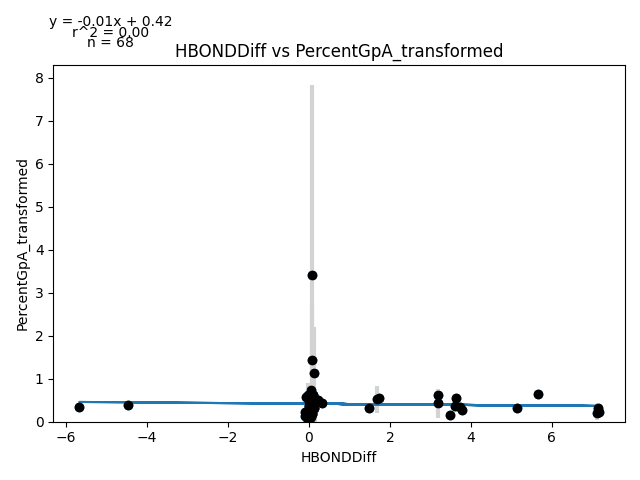 y = -0.01x + 0.42
r^2 = 0.00
n = 68
HBONDDiff vs PercentGpA_transformed
8
7
6
5
4
3
2
1
0
PercentGpA_transformed
−6
−4
−2
0
2
4
6
HBONDDiff